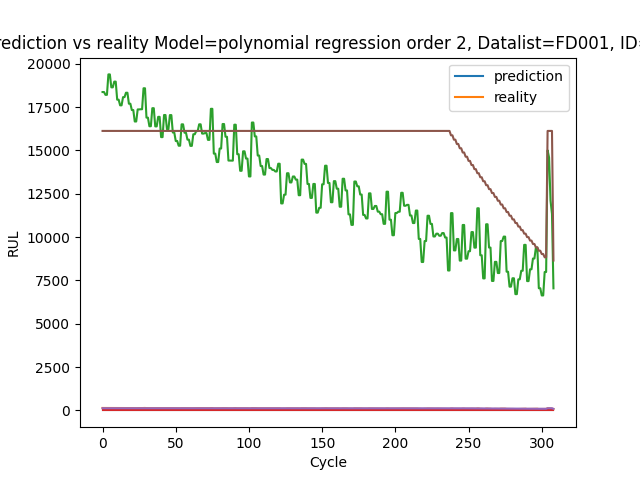 rediction vs reality Model=polynomial regression order 2, Datalist=FD001, ID=
prediction
reality
RUL
20000
17500
15000
12500
10000
7500
5000
2500
0
0 50 100 150 200 250 300
Cycle